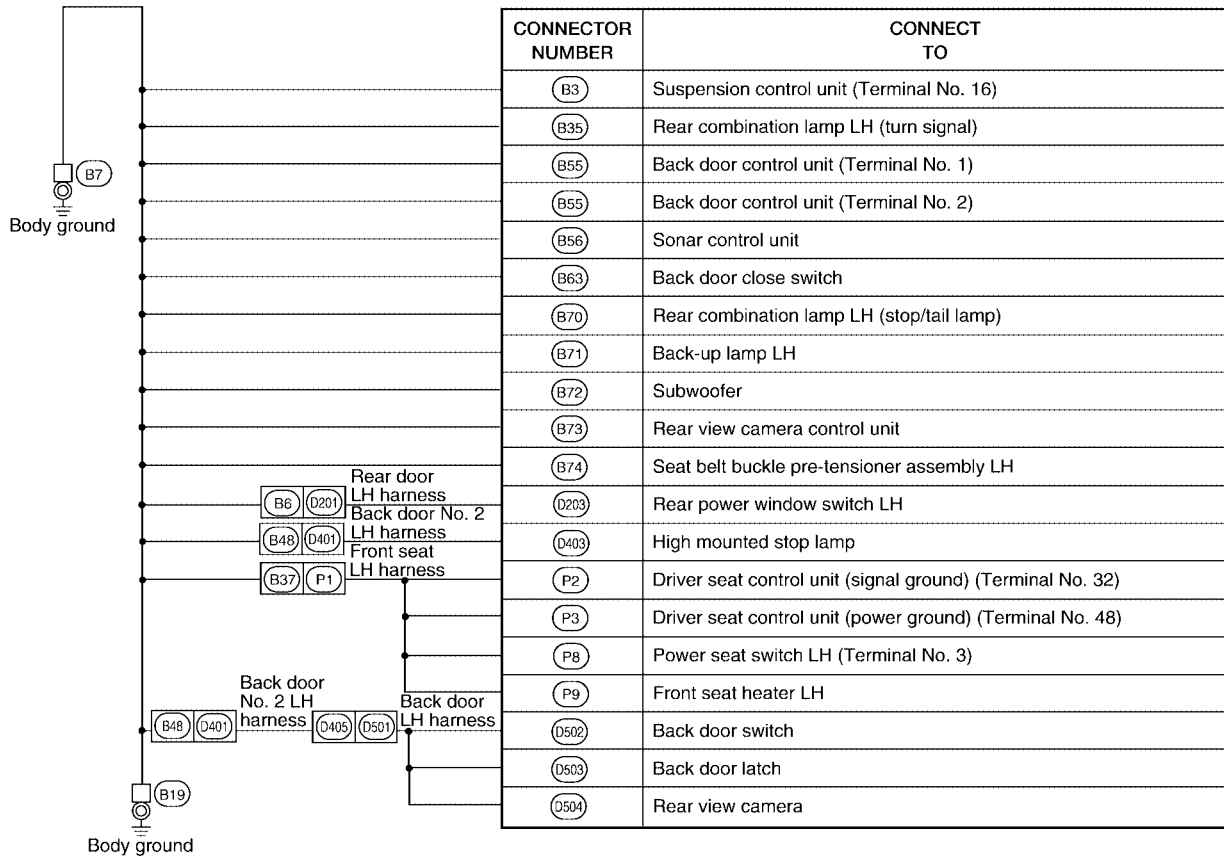 CONNECTOR NUMBER CONNECT TO
B3 Suspension control unit (Terminal No. 16)
B35 Rear combination lamp LH (turn signal)
B7
B55 Back door control unit (Terminal No. 1)
Body ground
B55 Back door control unit (Terminal No. 2)
B56 Sonar control unit
B63 Back door close switch
B70 Rear combination lamp LH (stop/tail lamp)
B71 Back-up lamp LH
B72 Subwoofer
B73 Rear view camera control unit
B74 Seat belt buckle pre-tensioner assembly LH
Rear door
LH harness
B6 D201
D203 Rear power window switch LH
Back door No. 2
LH harness
B48 D401
D403 High mounted stop lamp
Front seat
LH harness
B37 P1
P2 Driver seat control unit (signal ground) (Terminal No. 32)
P3 Driver seat control unit (power ground) (Terminal No. 48)
P8 Power seat switch LH (Terminal No. 3)
P9 Front seat heater LH
Back door
No. 2 LH
harness
B48 D401
D405 D501
Back door
LH harness
D502 Back door switch
D503 Back door latch
D504 Rear view camera
B19
Body ground